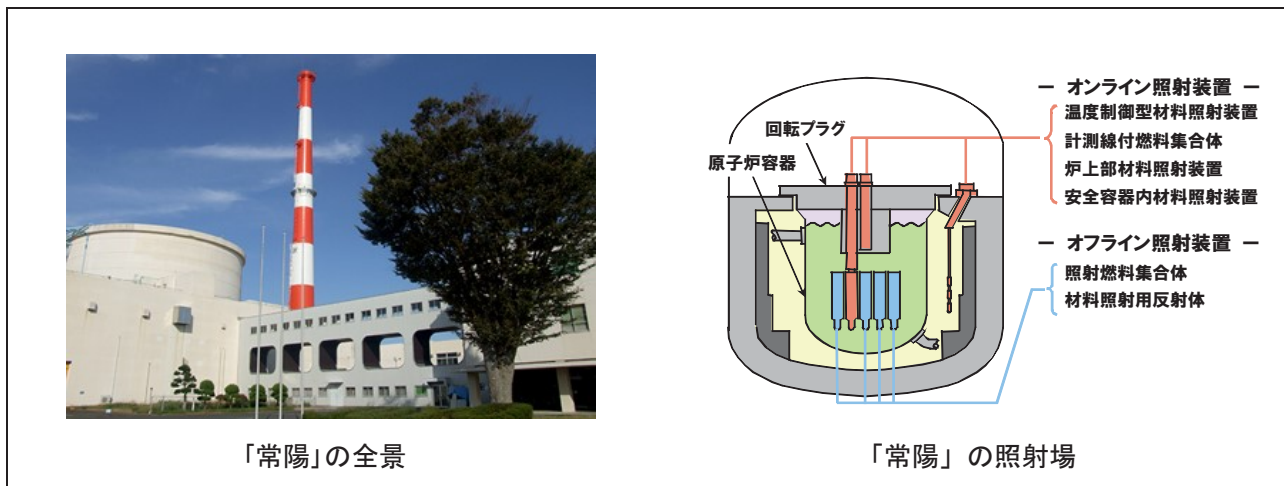 回転プラグ
原子炉容器
－ オンライン照射装置 －
温度制御型材料照射装置
計測線付燃料集合体
炉上部材料照射装置
安全容器内材料照射装置
－ オフライン照射装置 －
照射燃料集合体
材料照射用反射体
「常陽」の全景
「常陽」の照射場